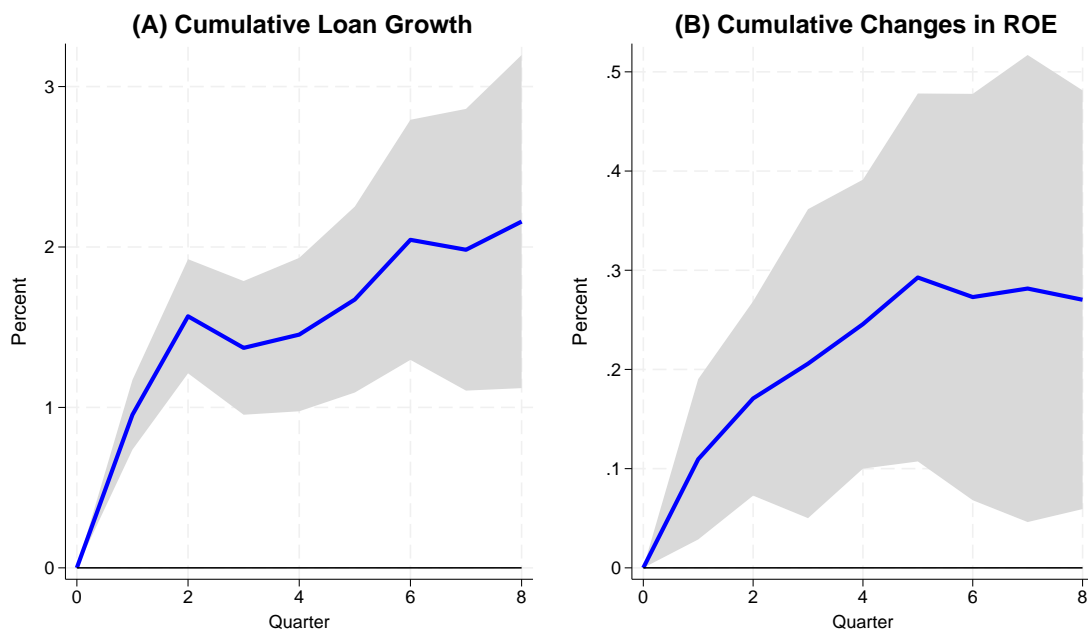 (A) Cumulative Loan Growth
3
2
1
0
Percent
0 2 4 6 8
Quarter
(B) Cumulative Changes in ROE
.5
.4
.3
.2
.1
0
Percent
0 2 4 6 8
Quarter